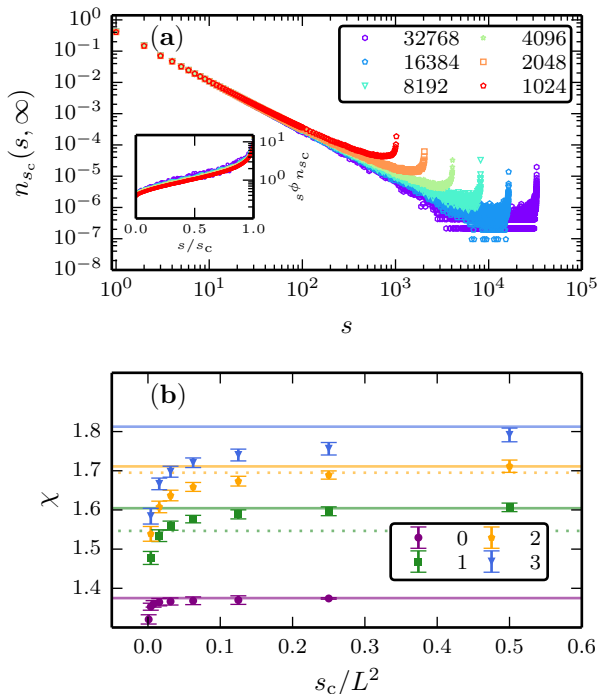 (a)
n_{s_c}(s, ∞)
10^0
10^{-1}
10^{-2}
10^{-3}
10^{-4}
10^{-5}
10^{-6}
10^{-7}
10^{-8}
32768 4096
16384 2048
8192 1024
10^1
10^0
s^ϕ n_{s_c}
0.0 0.5 1.0
s/s_c
10^0 10^1 10^2 10^3 10^4 10^5
s
(b)
χ
1.8
1.7
1.6
1.5
1.4
0 2
1 3
0.0 0.1 0.2 0.3 0.4 0.5 0.6
s_c/L^2